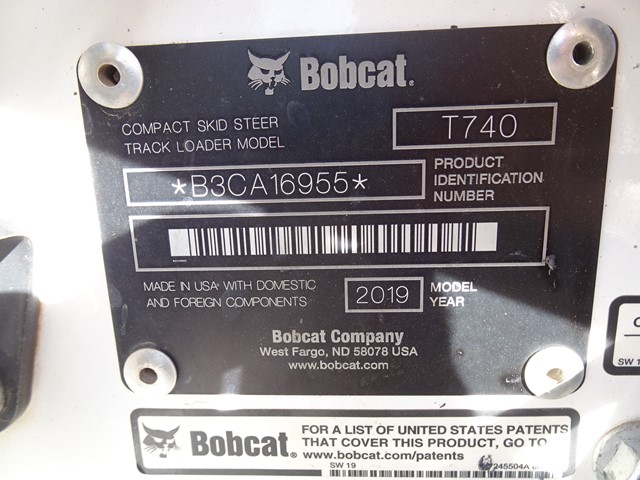 Bobcat.
COMPACT SKID STEER
TRACK LOADER MODEL
T740
*B3CA16955*
PRODUCT
IDENTIFICATION
NUMBER
MADE IN USA WITH DOMESTIC
AND FOREIGN COMPONENTS
2019
MODEL
YEAR
Bobcat Company
West Fargo, ND 58078 USA
www.bobcat.com
Bobcat.
FOR A LIST OF UNITED STATES PATENTS
THAT COVER THIS PRODUCT, GO TO
www.bobcat.com/patents
SW 19
SW 1